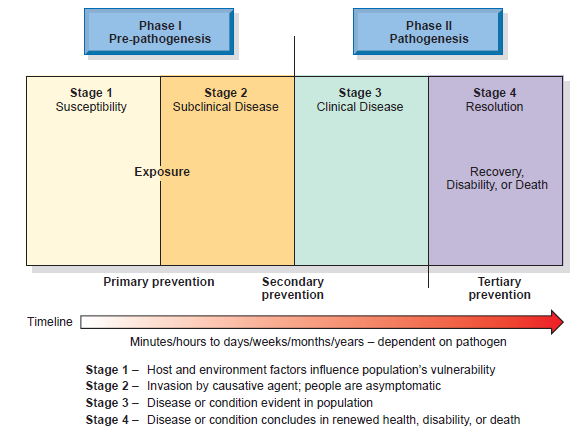 Phase I
Pre-pathogenesis
Phase II
Pathogenesis
Stage 1
Susceptibility
Stage 2
Subclinical Disease
Stage 3
Clinical Disease
Stage 4
Resolution
Exposure
Recovery,
Disability, or Death
Primary prevention
Secondary
prevention
Tertiary
prevention
Timeline
Minutes/hours to days/weeks/months/years – dependent on pathogen
Stage 1 – Host and environment factors influence population's vulnerability
Stage 2 – Invasion by causative agent; people are asymptomatic
Stage 3 – Disease or condition evident in population
Stage 4 – Disease or condition concludes in renewed health, disability, or death